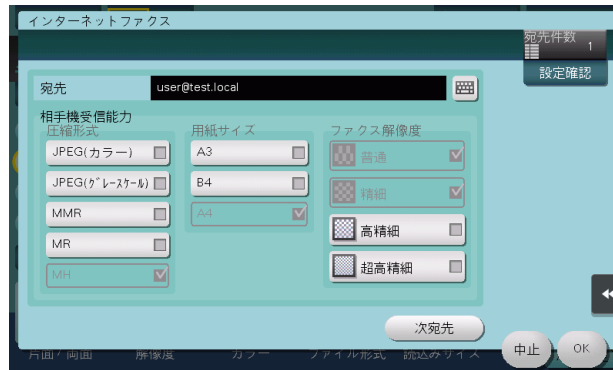 インターネットファクス
宛先件数
1
設定確認
宛先
user@test.local
相手機受信能力
圧縮形式
用紙サイズ
ファクス解像度
JPEG(カラー)
A3
普通
JPEG(グレースケール)
B4
精細
MMR
A4
高精細
MR
超高精細
MH
次宛先
中止
OK
片面/両面
解像度
カラー
ファイル形式
読込みサイズ